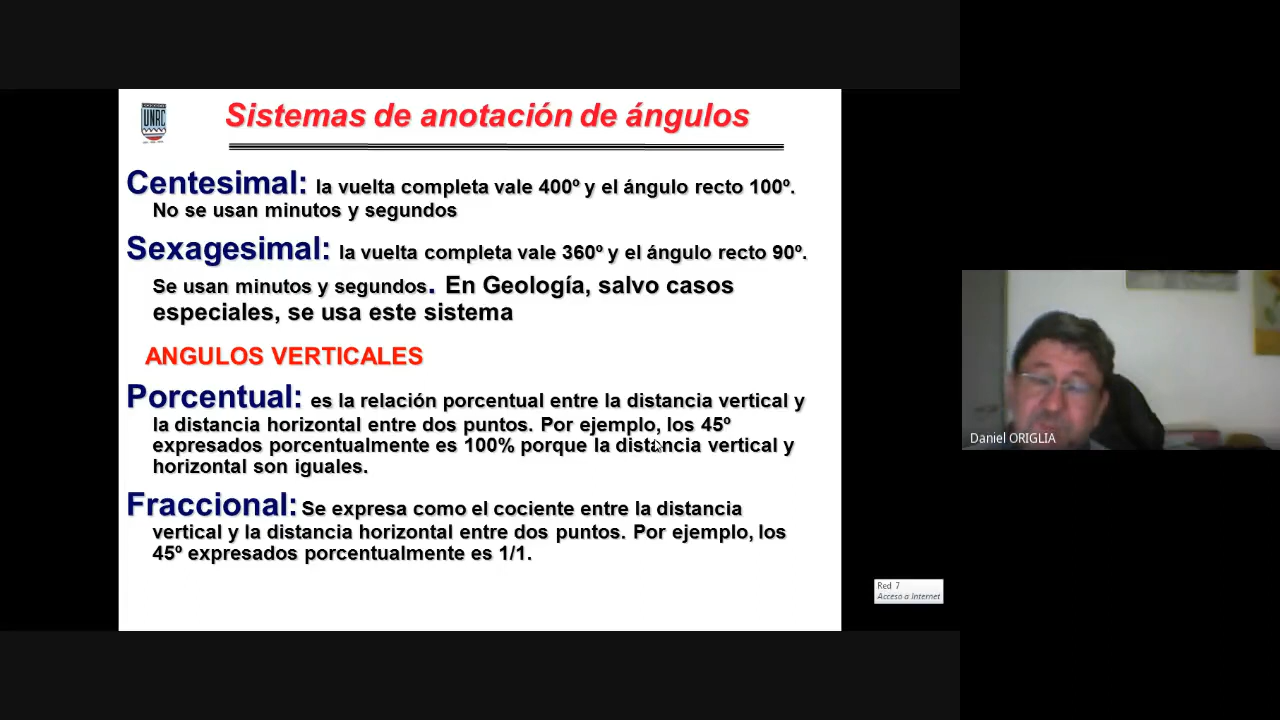 UNRC
Sistemas de anotación de ángulos
Centesimal: la vuelta completa vale 400º y el ángulo recto 100º.
No se usan minutos y segundos
Sexagesimal: la vuelta completa vale 360º y el ángulo recto 90º.
Se usan minutos y segundos. En Geología, salvo casos
especiales, se usa este sistema
ANGULOS VERTICALES
Porcentual: es la relación porcentual entre la distancia vertical y
la distancia horizontal entre dos puntos. Por ejemplo, los 45º
expresados porcentualmente es 100% porque la distancia vertical y
horizontal son iguales.
Fraccional: Se expresa como el cociente entre la distancia
vertical y la distancia horizontal entre dos puntos. Por ejemplo, los
45º expresados porcentualmente es 1/1.
Daniel ORIGLIA
Red 7
Acceso a Internet